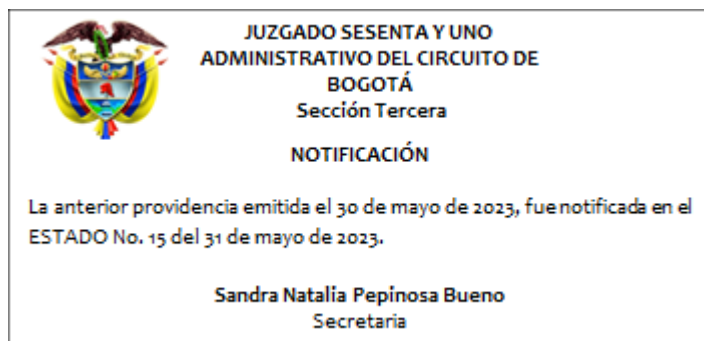 JUZGADO SESENTA Y UNO
ADMINISTRATIVO DEL CIRCUITO DE
BOGOTÁ
Sección Tercera
NOTIFICACIÓN
La anterior providencia emitida el 30 de mayo de 2023, fue notificada en el
ESTADO No. 15 del 31 de mayo de 2023.
Sandra Natalia Pepinosa Bueno
Secretaria